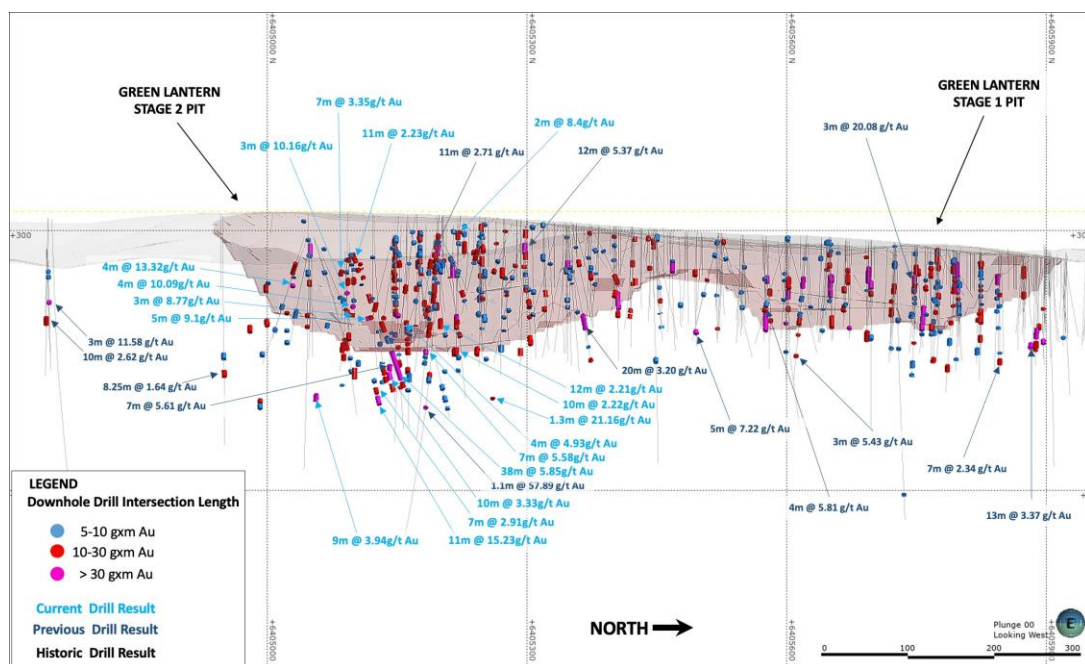 6405000 N
6405300 N
6405600 N
6405900 N
GREEN LANTERN
STAGE 2 PIT
GREEN LANTERN
STAGE 1 PIT
7m @ 3.35g/t Au
11m @ 2.23g/t Au
3m @ 10.16g/t Au
11m @ 2.71 g/t Au
2m @ 8.4g/t Au
12m @ 5.37 g/t Au
3m @ 20.08 g/t Au
+300
+30
4m @ 13.32g/t Au
4m @ 10.09g/t Au
3m @ 8.77g/t Au
5m @ 9.1g/t Au
3m @ 11.58 g/t Au
10m @ 2.62 g/t Au
8.25m @ 1.64 g/t Au
7m @ 5.61 g/t Au
12m @ 2.21g/t Au
10m @ 2.22g/t Au
1.3m @ 21.16g/t Au
20m @ 3.20 g/t Au
5m @ 7.22 g/t Au
3m @ 5.43 g/t Au
7m @ 2.34 g/t Au
4m @ 4.93g/t Au
7m @ 5.58g/t Au
38m @ 5.85g/t Au
1.1m @ 57.89 g/t Au
10m @ 3.33g/t Au
7m @ 2.91g/t Au
11m @ 15.23g/t Au
9m @ 3.94g/t Au
4m @ 5.81 g/t Au
13m @ 3.37 g/t Au
LEGEND
Downhole Drill Intersection Length
5-10 gxm Au
10-30 gxm Au
> 30 gxm Au
Current Drill Result
Previous Drill Result
Historic Drill Result
NORTH
Plunge 00
Looking West
E
0 100 200 300
6405000
6405300
6405600